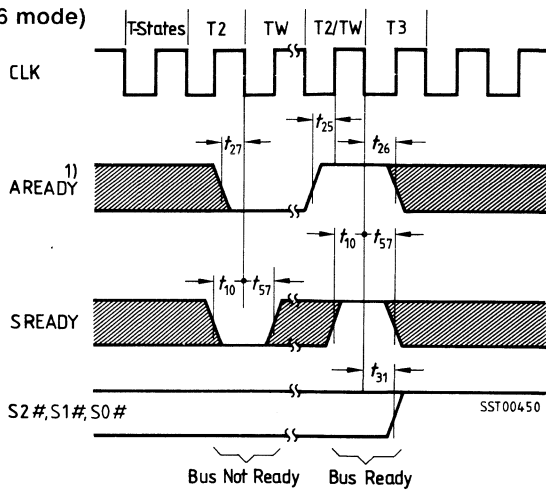 6 mode)
T-States T2 TW T2/TW T3
CLK
t25
t27 t26
1)
AREADY
t10 t57
t10 t57
SREADY
t31
S2#,S1#,S0# SST00450
Bus Not Ready Bus Ready